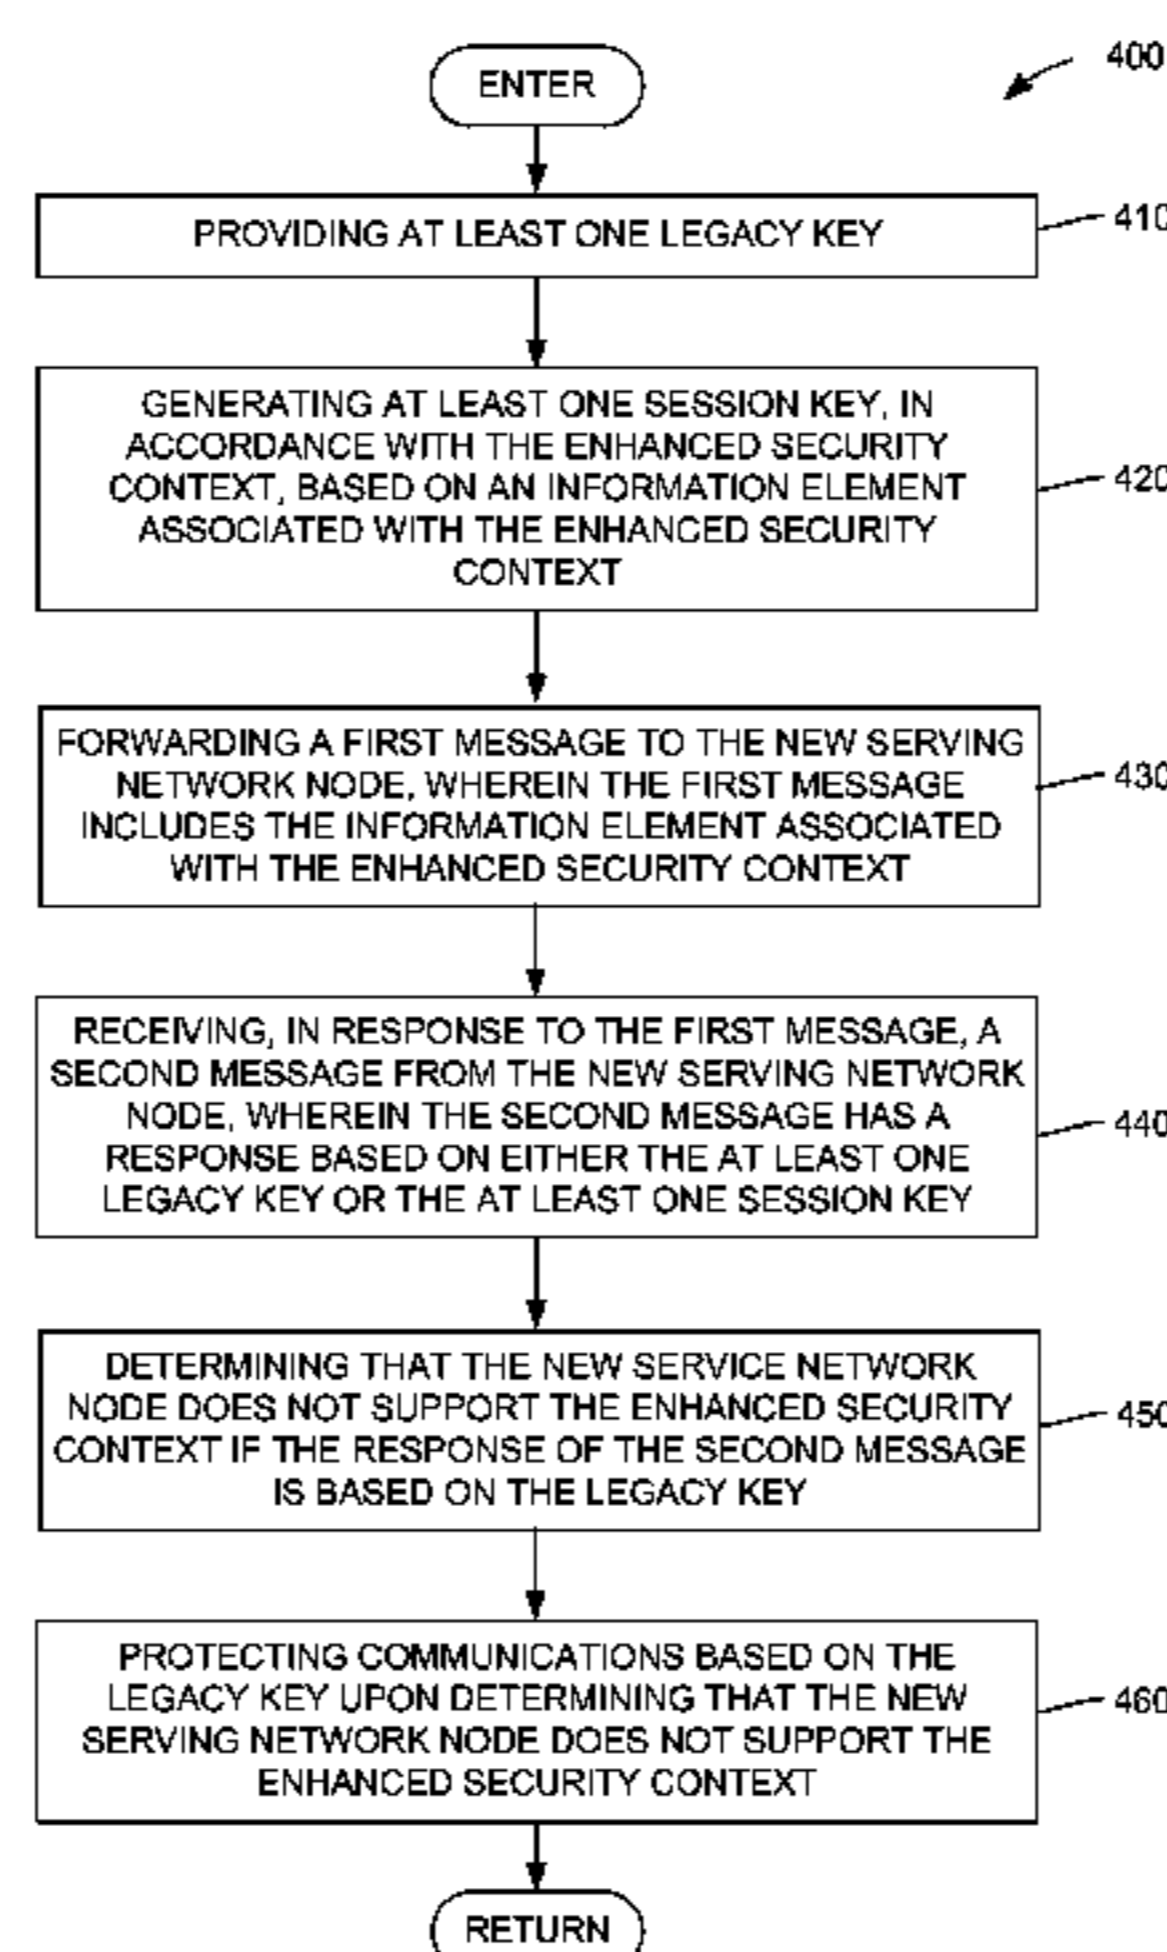 ENTER
400
PROVIDING AT LEAST ONE LEGACY KEY
410
GENERATING AT LEAST ONE SESSION KEY, IN
ACCORDANCE WITH THE ENHANCED SECURITY
CONTEXT, BASED ON AN INFORMATION ELEMENT
ASSOCIATED WITH THE ENHANCED SECURITY
CONTEXT
420
FORWARDING A FIRST MESSAGE TO THE NEW SERVING
NETWORK NODE, WHEREIN THE FIRST MESSAGE
INCLUDES THE INFORMATION ELEMENT ASSOCIATED
WITH THE ENHANCED SECURITY CONTEXT
430
RECEIVING, IN RESPONSE TO THE FIRST MESSAGE, A
SECOND MESSAGE FROM THE NEW SERVING NETWORK
NODE, WHEREIN THE SECOND MESSAGE HAS A
RESPONSE BASED ON EITHER THE AT LEAST ONE
LEGACY KEY OR THE AT LEAST ONE SESSION KEY
440
DETERMINING THAT THE NEW SERVICE NETWORK
NODE DOES NOT SUPPORT THE ENHANCED SECURITY
CONTEXT IF THE RESPONSE OF THE SECOND MESSAGE
IS BASED ON THE LEGACY KEY
450
PROTECTING COMMUNICATIONS BASED ON THE
LEGACY KEY UPON DETERMINING THAT THE NEW
SERVING NETWORK NODE DOES NOT SUPPORT THE
ENHANCED SECURITY CONTEXT
460
RETURN